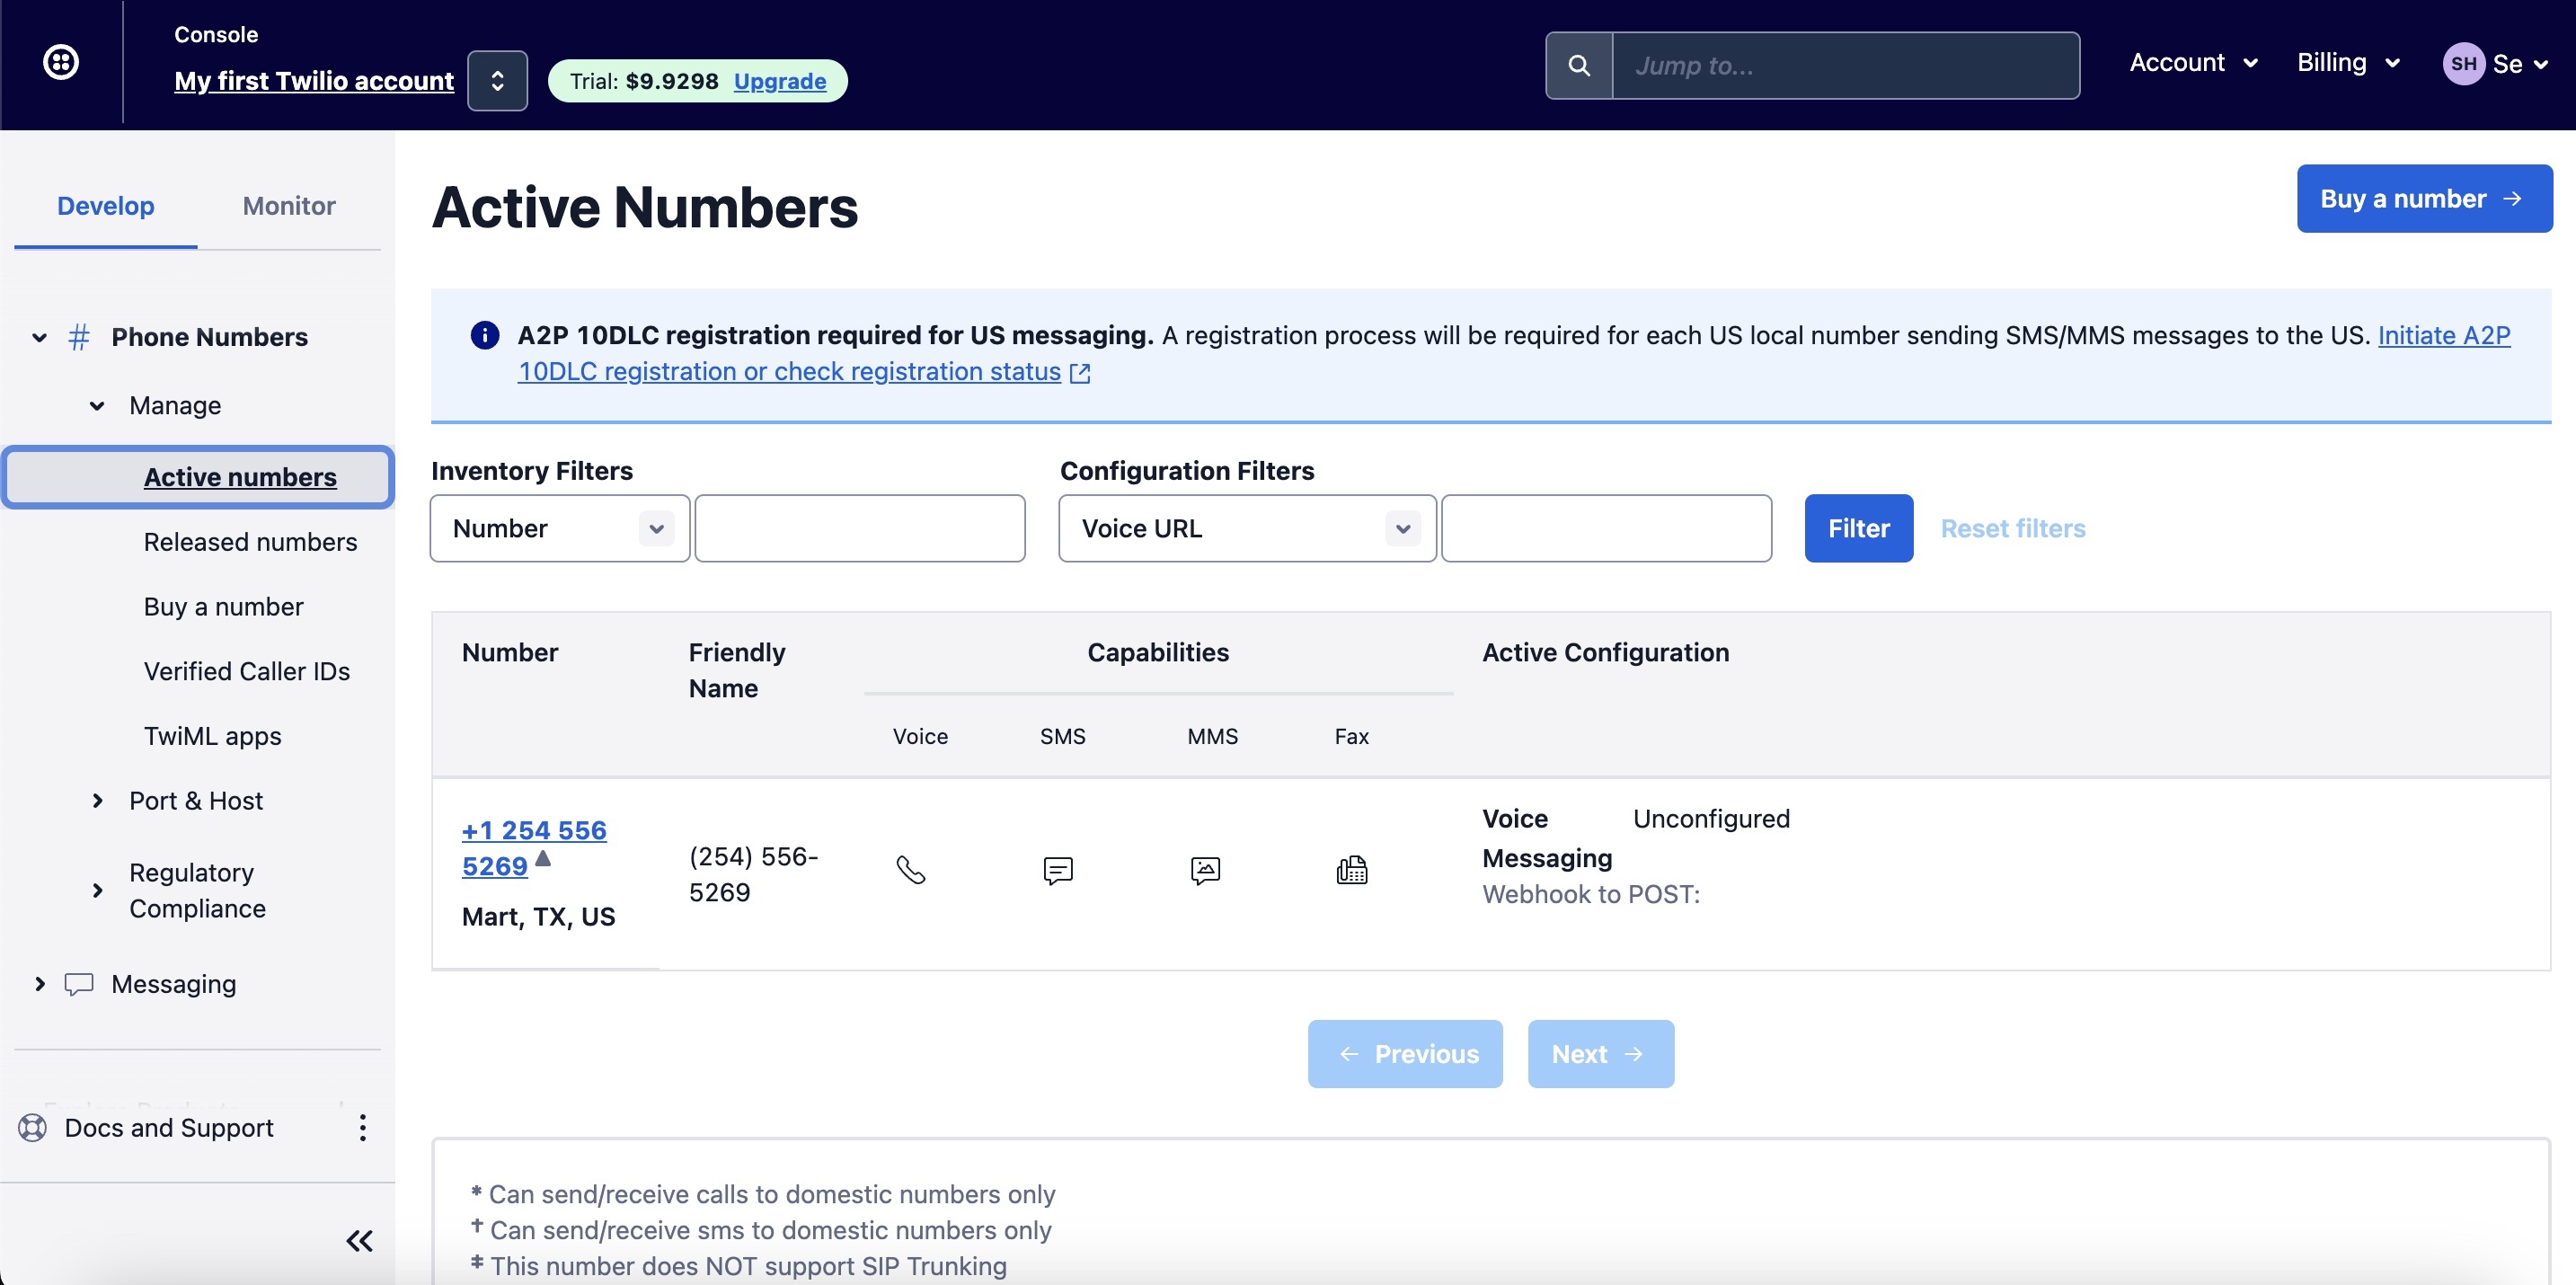 Console
My first Twilio account
Trial: $9.9298 Upgrade
Jump to...
Account
Billing
SH Se
Develop
Monitor
Phone Numbers
Manage
Active numbers
Released numbers
Buy a number
Verified Caller IDs
TwiML apps
Port & Host
Regulatory
Compliance
Messaging
Docs and Support
Active Numbers
Buy a number
A2P 10DLC registration required for US messaging. A registration process will be required for each US local number sending SMS/MMS messages to the US. Initiate A2P
10DLC registration or check registration status
Inventory Filters
Configuration Filters
Number
Voice URL
Filter
Reset filters
Number
Friendly
Name
Capabilities
Active Configuration
Voice
SMS
MMS
Fax
+1 254 556
5269
Mart, TX, US
(254) 556-
5269
Voice Unconfigured
Messaging
Webhook to POST:
Previous
Next
* Can send/receive calls to domestic numbers only
† Can send/receive sms to domestic numbers only
‡ This number does NOT support SIP Trunking